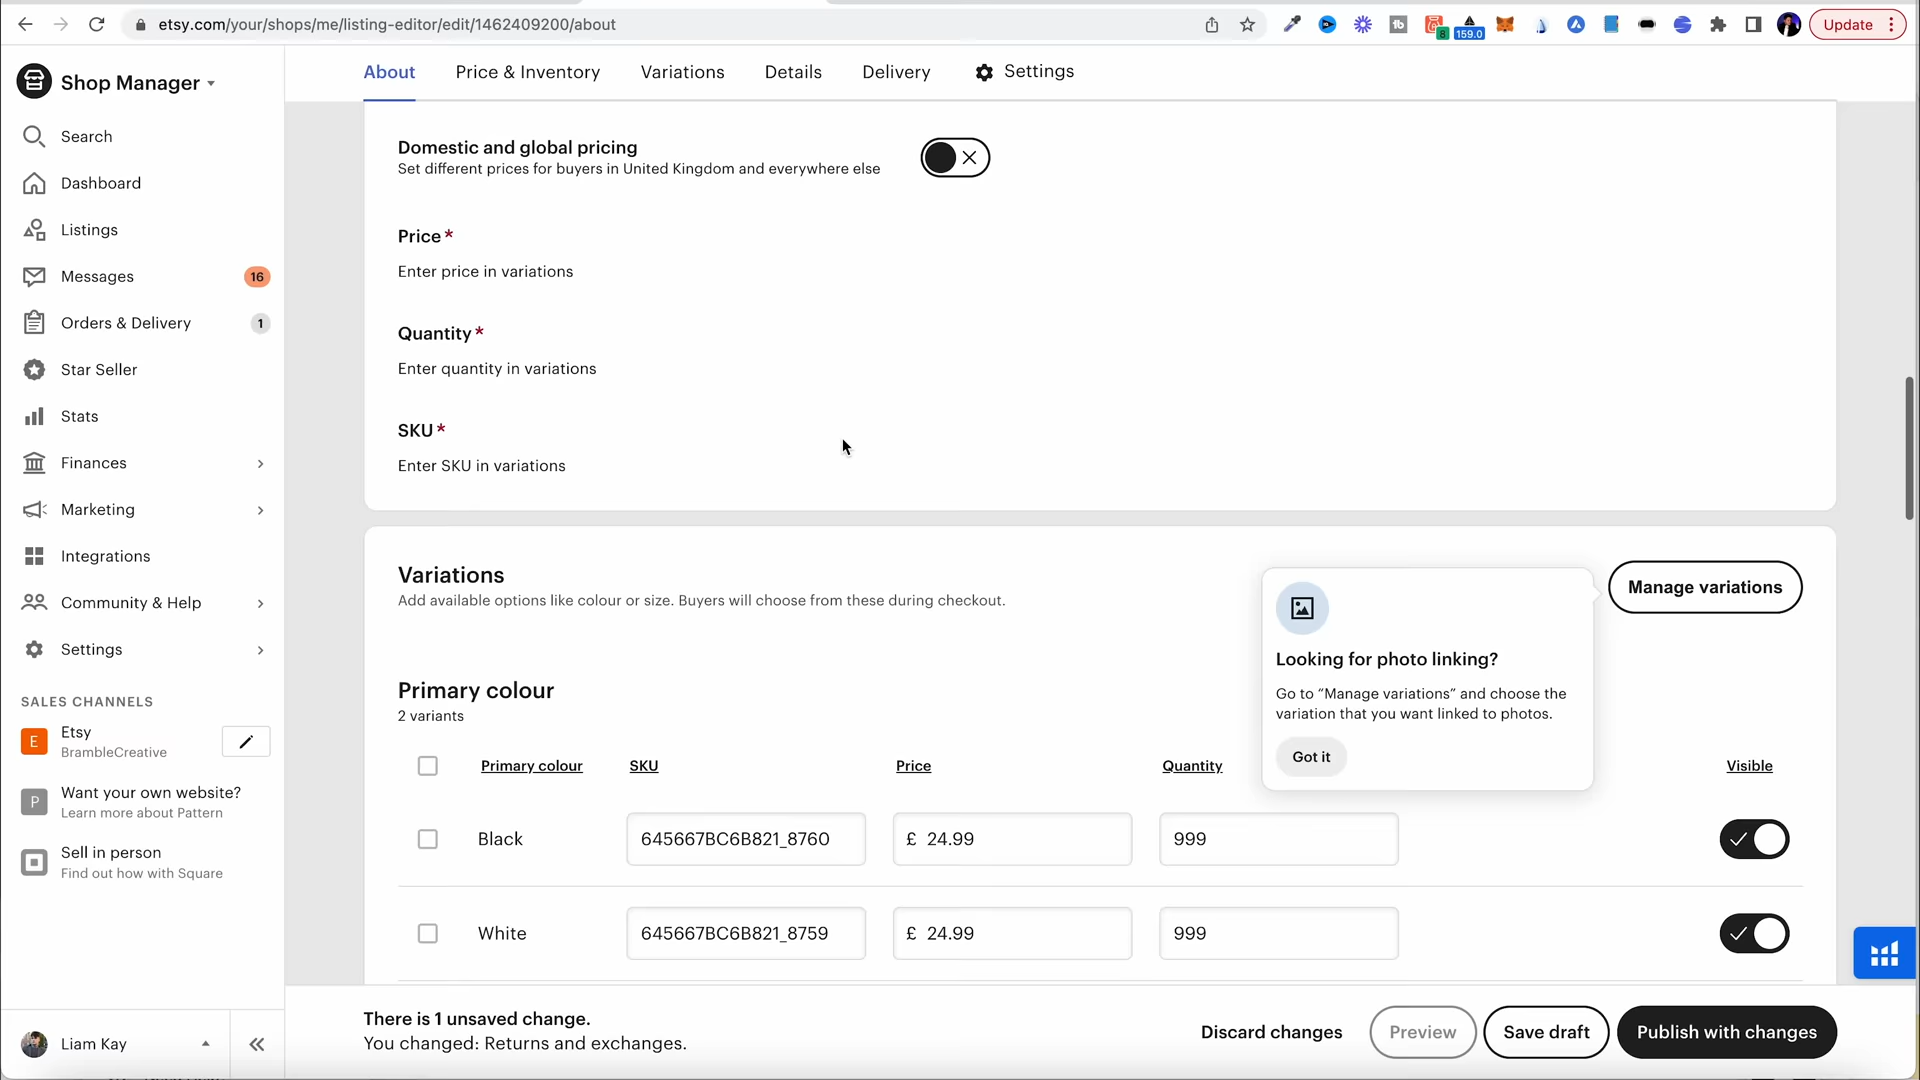 etsy.com/your/shops/me/listing-editor/edit/1462409200/about
8
159.0
Update
Shop Manager
About
Price & Inventory
Variations
Details
Delivery
Settings
Search
Dashboard
Listings
Messages
16
Orders & Delivery
1
Star Seller
Stats
Finances
Marketing
Integrations
Community & Help
Settings
SALES CHANNELS
E
Etsy
BrambleCreative
P
Want your own website?
Learn more about Pattern
Sell in person
Find out how with Square
Liam Kay
Domestic and global pricing
Set different prices for buyers in United Kingdom and everywhere else
Price *
Enter price in variations
Quantity *
Enter quantity in variations
SKU *
Enter SKU in variations
Variations
Add available options like colour or size. Buyers will choose from these during checkout.
Manage variations
Looking for photo linking?
Go to “Manage variations” and choose the
variation that you want linked to photos.
Got it
Primary colour
2 variants
Primary colour SKU Price Quantity Visible
Black 645667BC6B821_8760 £ 24.99 999
White 645667BC6B821_8759 £ 24.99 999
There is 1 unsaved change.
You changed: Returns and exchanges.
Discard changes
Preview
Save draft
Publish with changes